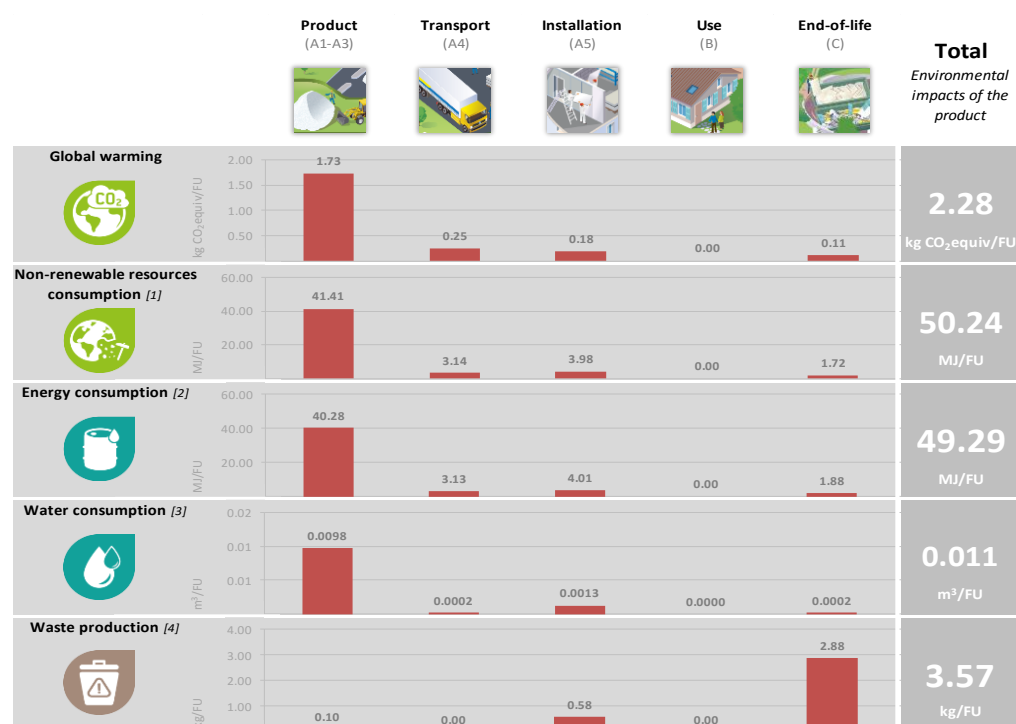 Product
(A1-A3)
Transport
(A4)
Installation
(A5)
Use
(B)
End-of-life
(C)
Total
Environmental
impacts of the
product
Global warming
CO₂
kg CO₂equiv/FU
2.00
1.50
1.00
0.50
1.73
0.25
0.18
0.00
0.11
2.28
kg CO₂equiv/FU
Non-renewable resources
consumption [1]
MJ/FU
60.00
40.00
20.00
41.41
3.14
3.98
0.00
1.72
50.24
MJ/FU
Energy consumption [2]
MJ/FU
60.00
40.00
20.00
40.28
3.13
4.01
0.00
1.88
49.29
MJ/FU
Water consumption [3]
m³/FU
0.02
0.01
0.01
0.0098
0.0002
0.0013
0.0000
0.0002
0.011
m³/FU
Waste production [4]
kg/FU
4.00
3.00
2.00
1.00
0.10
0.00
0.58
0.00
2.88
3.57
kg/FU